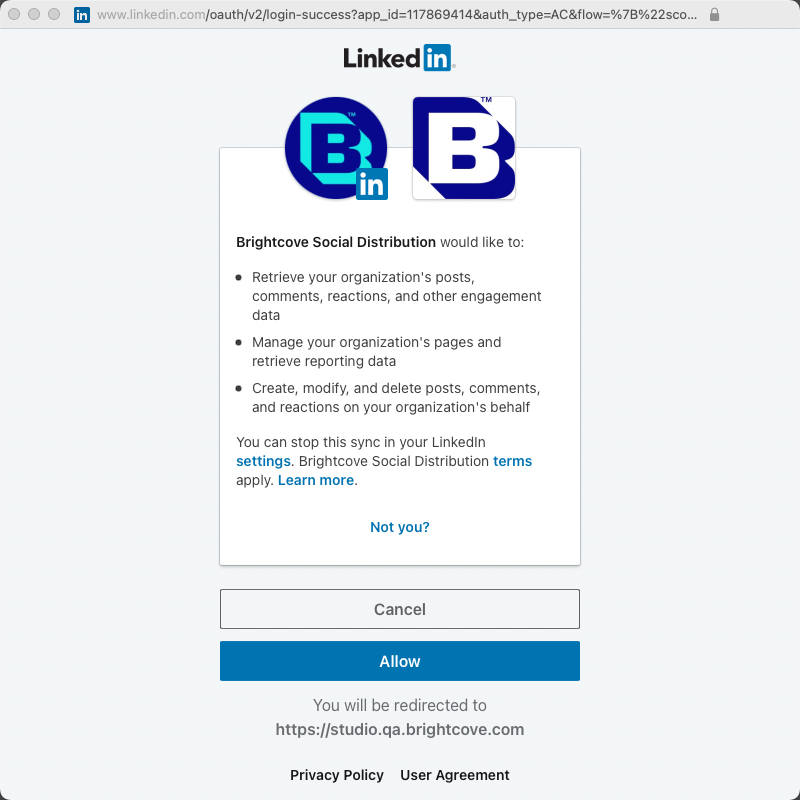 www.linkedin.com/oauth/v2/login-success?app_id=117869414&auth_type=AC&flow=%7B%22sco...
LinkedIn
B™
in
B™
Brightcove Social Distribution would like to:
• Retrieve your organization's posts,
comments, reactions, and other engagement
data
• Manage your organization's pages and
retrieve reporting data
• Create, modify, and delete posts, comments,
and reactions on your organization's behalf
You can stop this sync in your LinkedIn
settings. Brightcove Social Distribution terms
apply. Learn more.
Not you?
Cancel
Allow
You will be redirected to
https://studio.qa.brightcove.com
Privacy Policy User Agreement